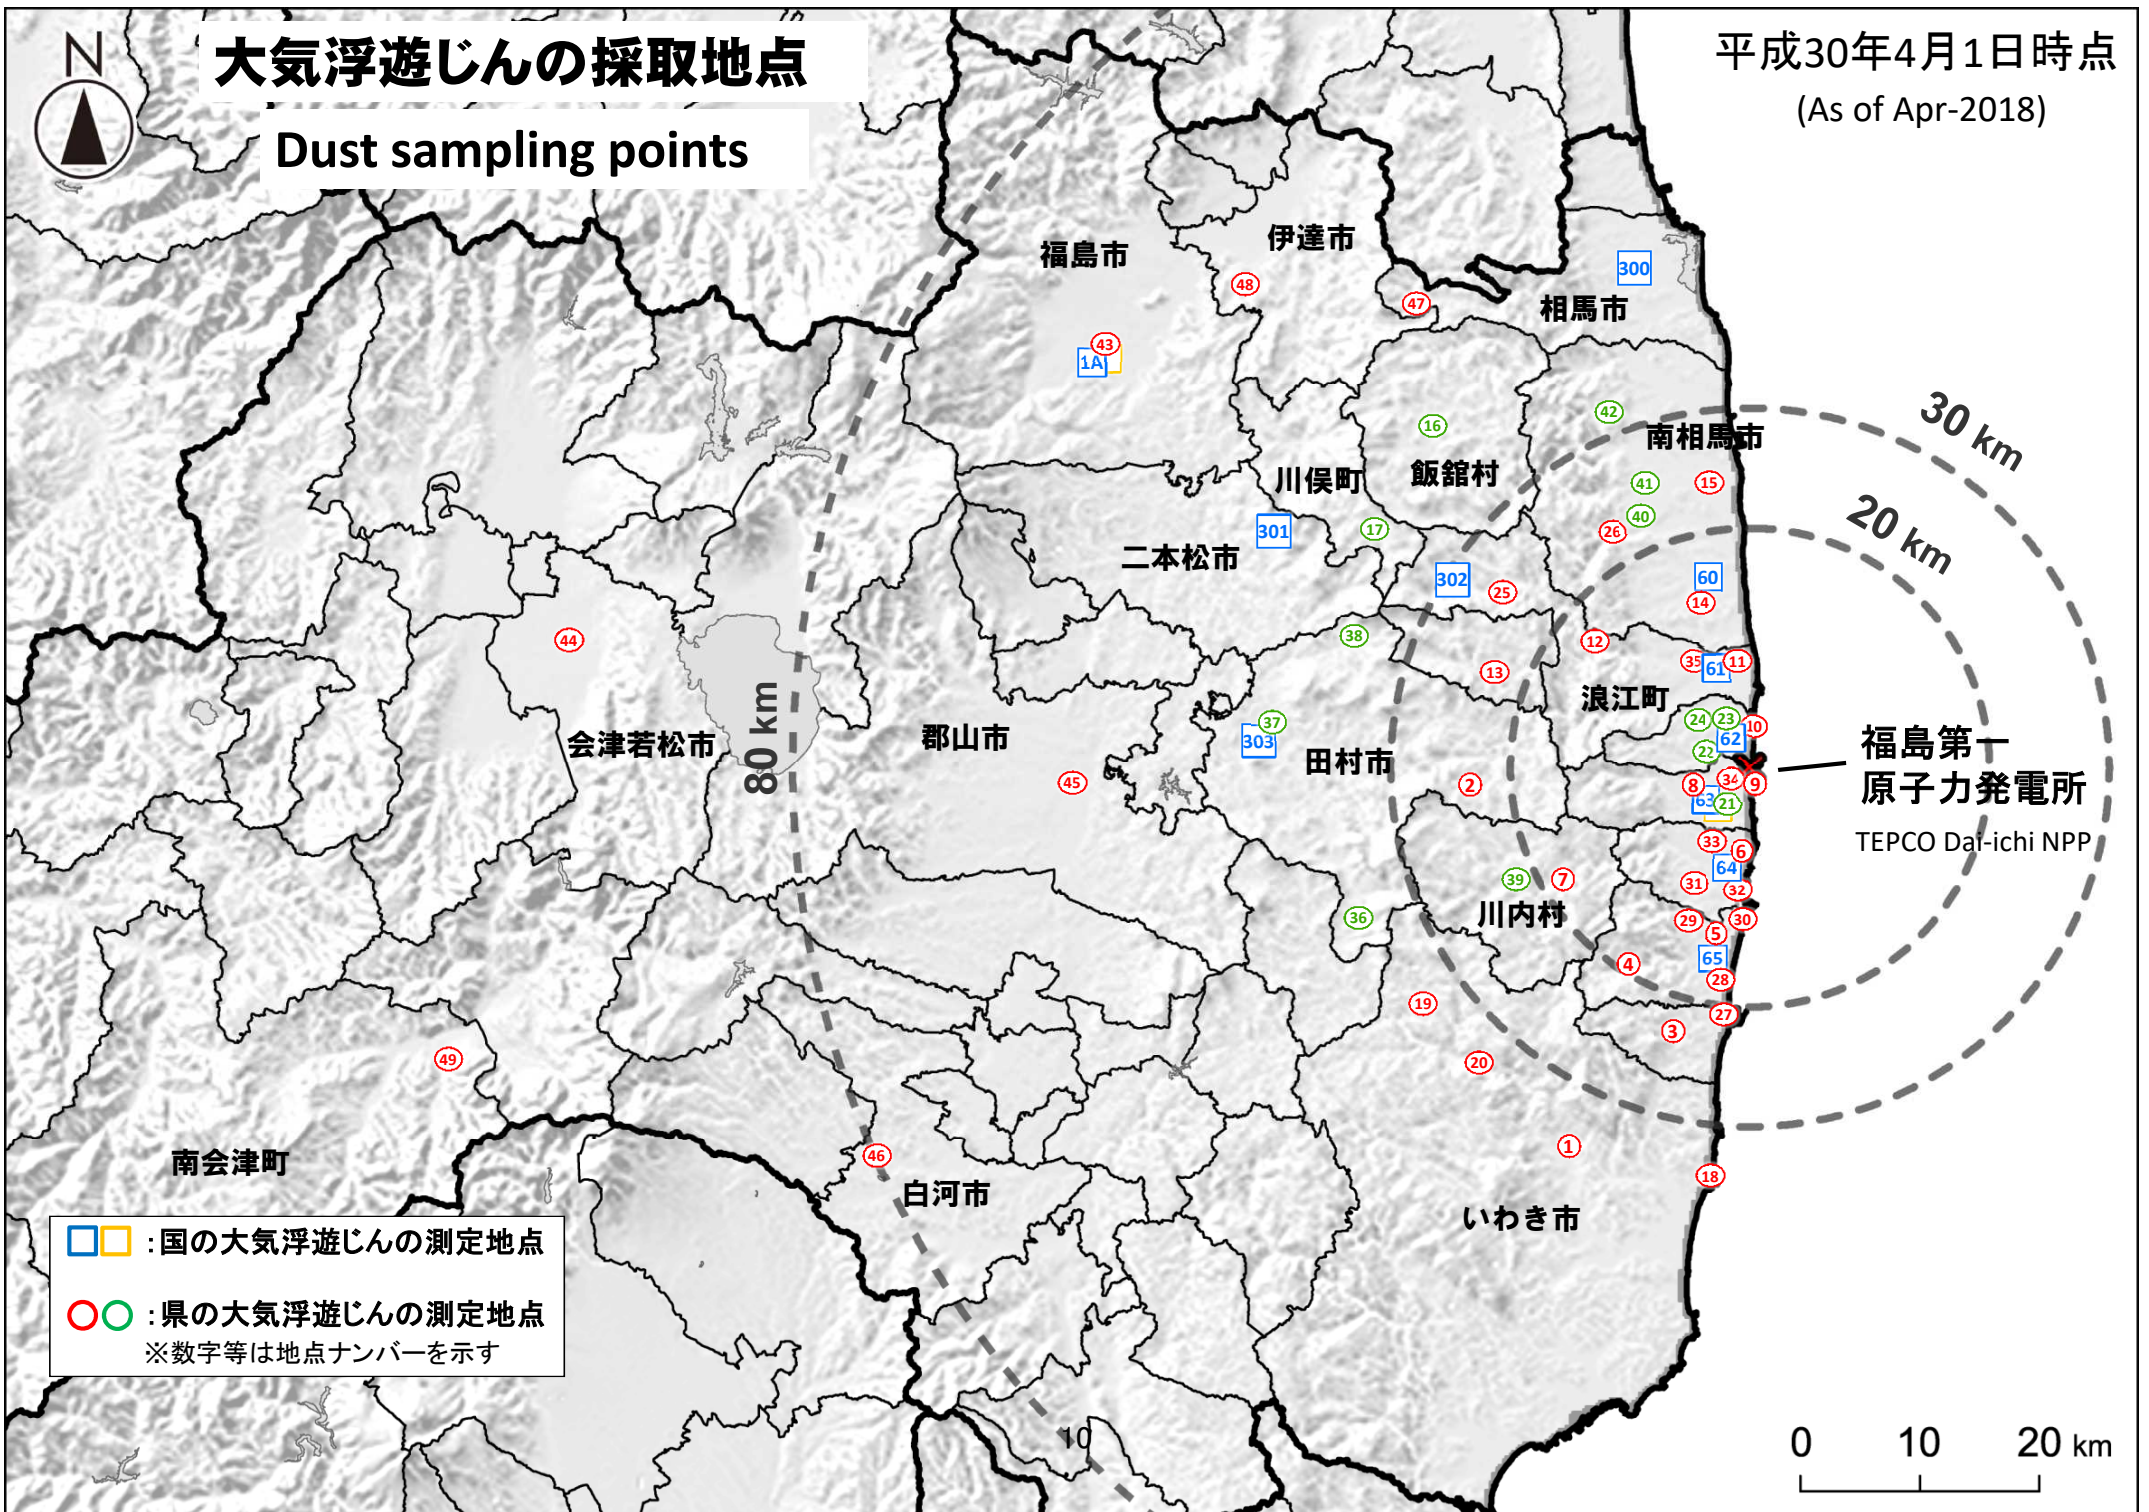 N
大気浮遊じんの採取地点
Dust sampling points
平成30年4月1日時点
(As of Apr-2018)
福島市
伊達市
相馬市
300
48
47
43
1A
42
16
南相馬市
30 km
川俣町
飯舘村
41
15
20 km
40
301
17
26
二本松市
302
60
25
14
44
38
12
13
35
61
11
浪江町
80 km
会津若松市
郡山市
303
37
田村市
24
23
10
62
22
福島第一
原子力発電所
TEPCO Dai-ichi NPP
45
2
8
34
9
63
21
33
6
64
39
7
31
32
川内村
36
29
30
5
4
65
28
19
27
3
49
20
1
46
18
南会津町
白河市
いわき市
:国の大気浮遊じんの測定地点
:県の大気浮遊じんの測定地点
※数字等は地点ナンバーを示す
10
0 10 20 km